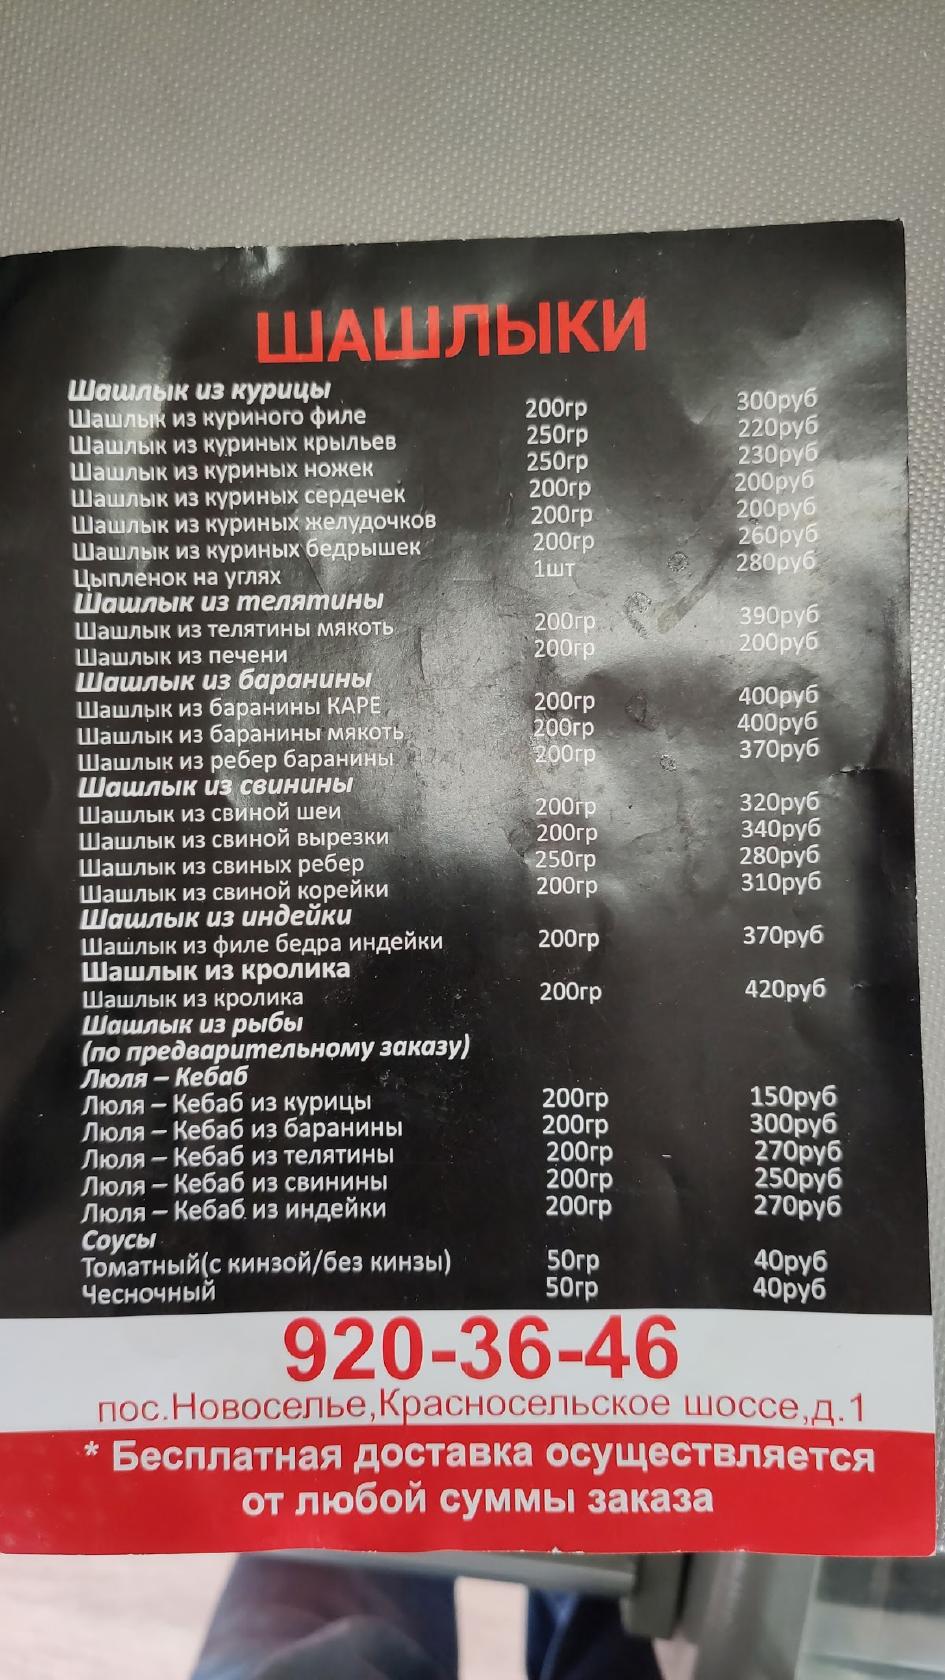 ШАШЛЫКИ
Шашлык из курицы
Шашлык из куриного филе 200гр 300руб
Шашлык из куриных крыльев 250гр 220руб
Шашлык из куриных ножек 250гр 230руб
Шашлык из куриных сердечек 200гр 200руб
Шашлык из куриных желудочков 200гр 200руб
Шашлык из куриных бедрышек 200гр 260руб
Цыпленок на углях 1шт 280руб
Шашлык из телятины
Шашлык из телятины мякоть 200гр 390руб
Шашлык из печени 200гр 200руб
Шашлык из баранины
Шашлык из баранины КАРЕ 200гр 400руб
Шашлык из баранины мякоть 200гр 400руб
Шашлык из ребер баранины 200гр 370руб
Шашлык из свинины
Шашлык из свиной шеи 200гр 320руб
Шашлык из свиной вырезки 200гр 340руб
Шашлык из свиных ребер 250гр 280руб
Шашлык из свиной корейки 200гр 310руб
Шашлык из индейки
Шашлык из филе бедра индейки 200гр 370руб
Шашлык из кролика
Шашлык из кролика 200гр 420руб
Шашлык из рыбы
(по предварительному заказу)
Люля – Кебаб
Люля – Кебаб из курицы 200гр 150руб
Люля – Кебаб из баранины 200гр 300руб
Люля – Кебаб из телятины 200гр 270руб
Люля – Кебаб из свинины 200гр 250руб
Люля – Кебаб из индейки 200гр 270руб
Соусы
Томатный(с кинзой/без кинзы) 50гр 40руб
Чесночный 50гр 40руб
920-36-46
пос.Новоселье,Красносельское шоссе,д.1
* Бесплатная доставка осуществляется
от любой суммы заказа